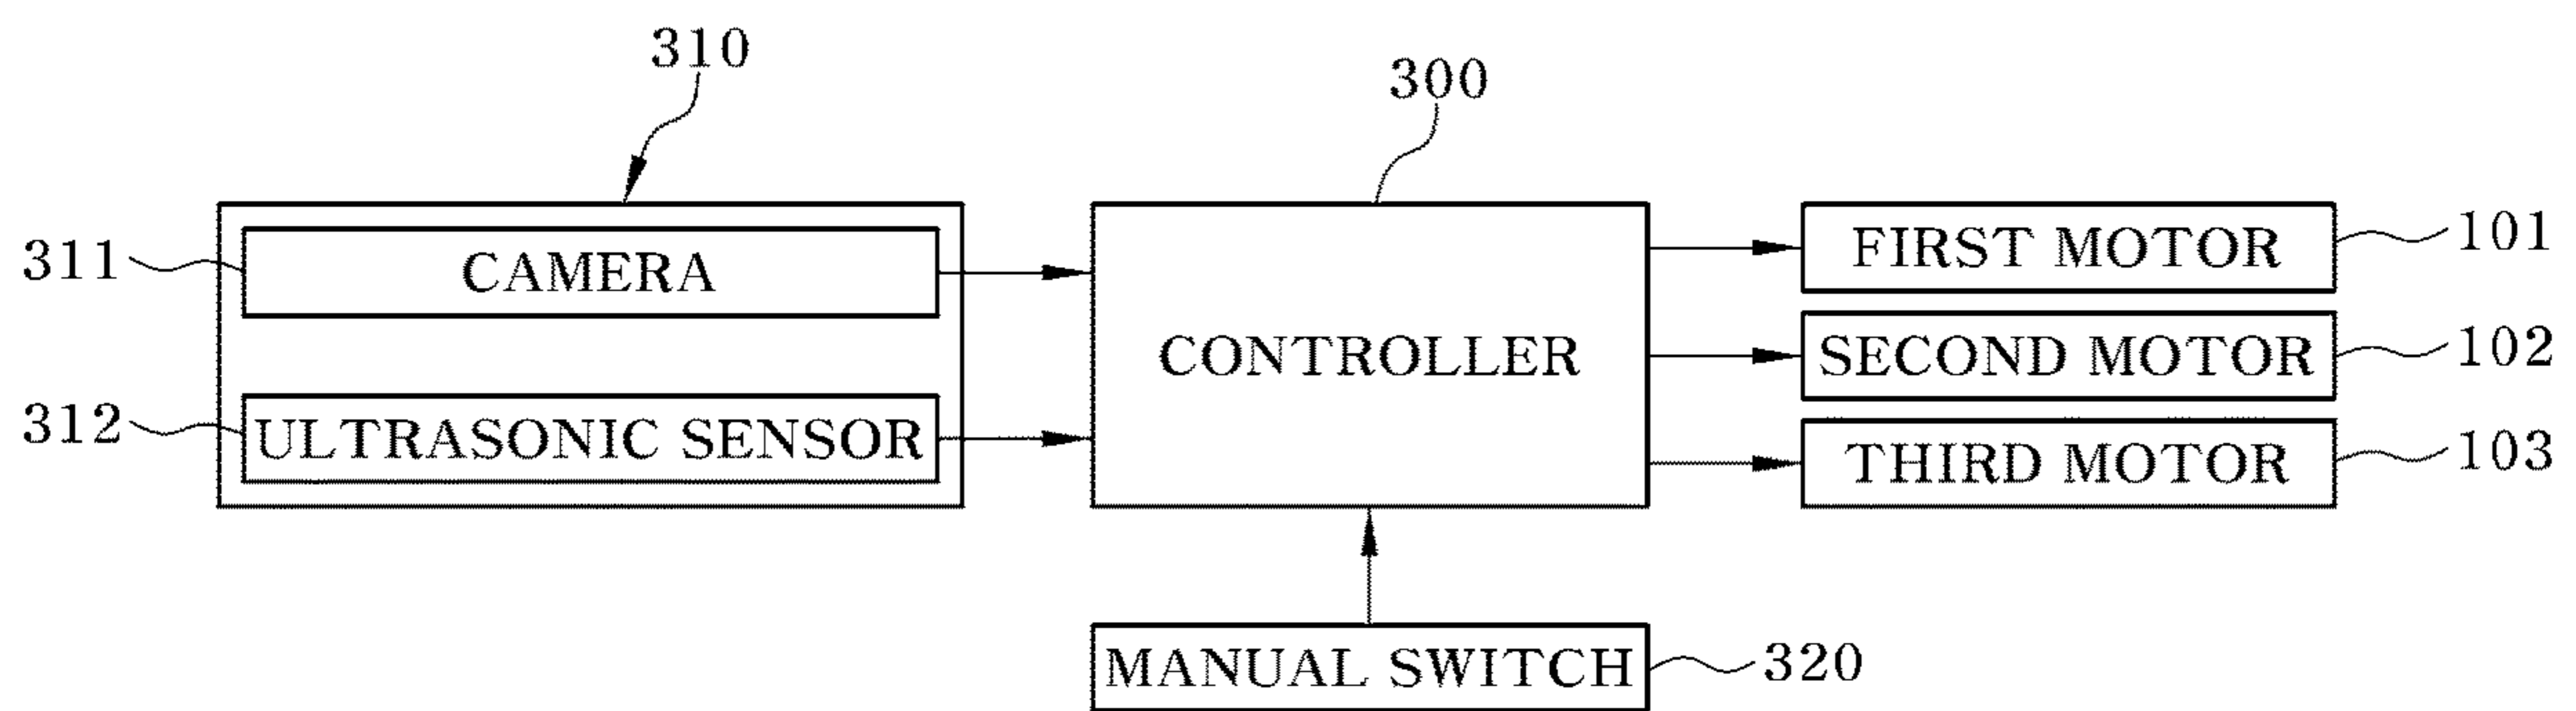 310
300
311
CAMERA
312
ULTRASONIC SENSOR
CONTROLLER
FIRST MOTOR
101
SECOND MOTOR
102
THIRD MOTOR
103
MANUAL SWITCH
320